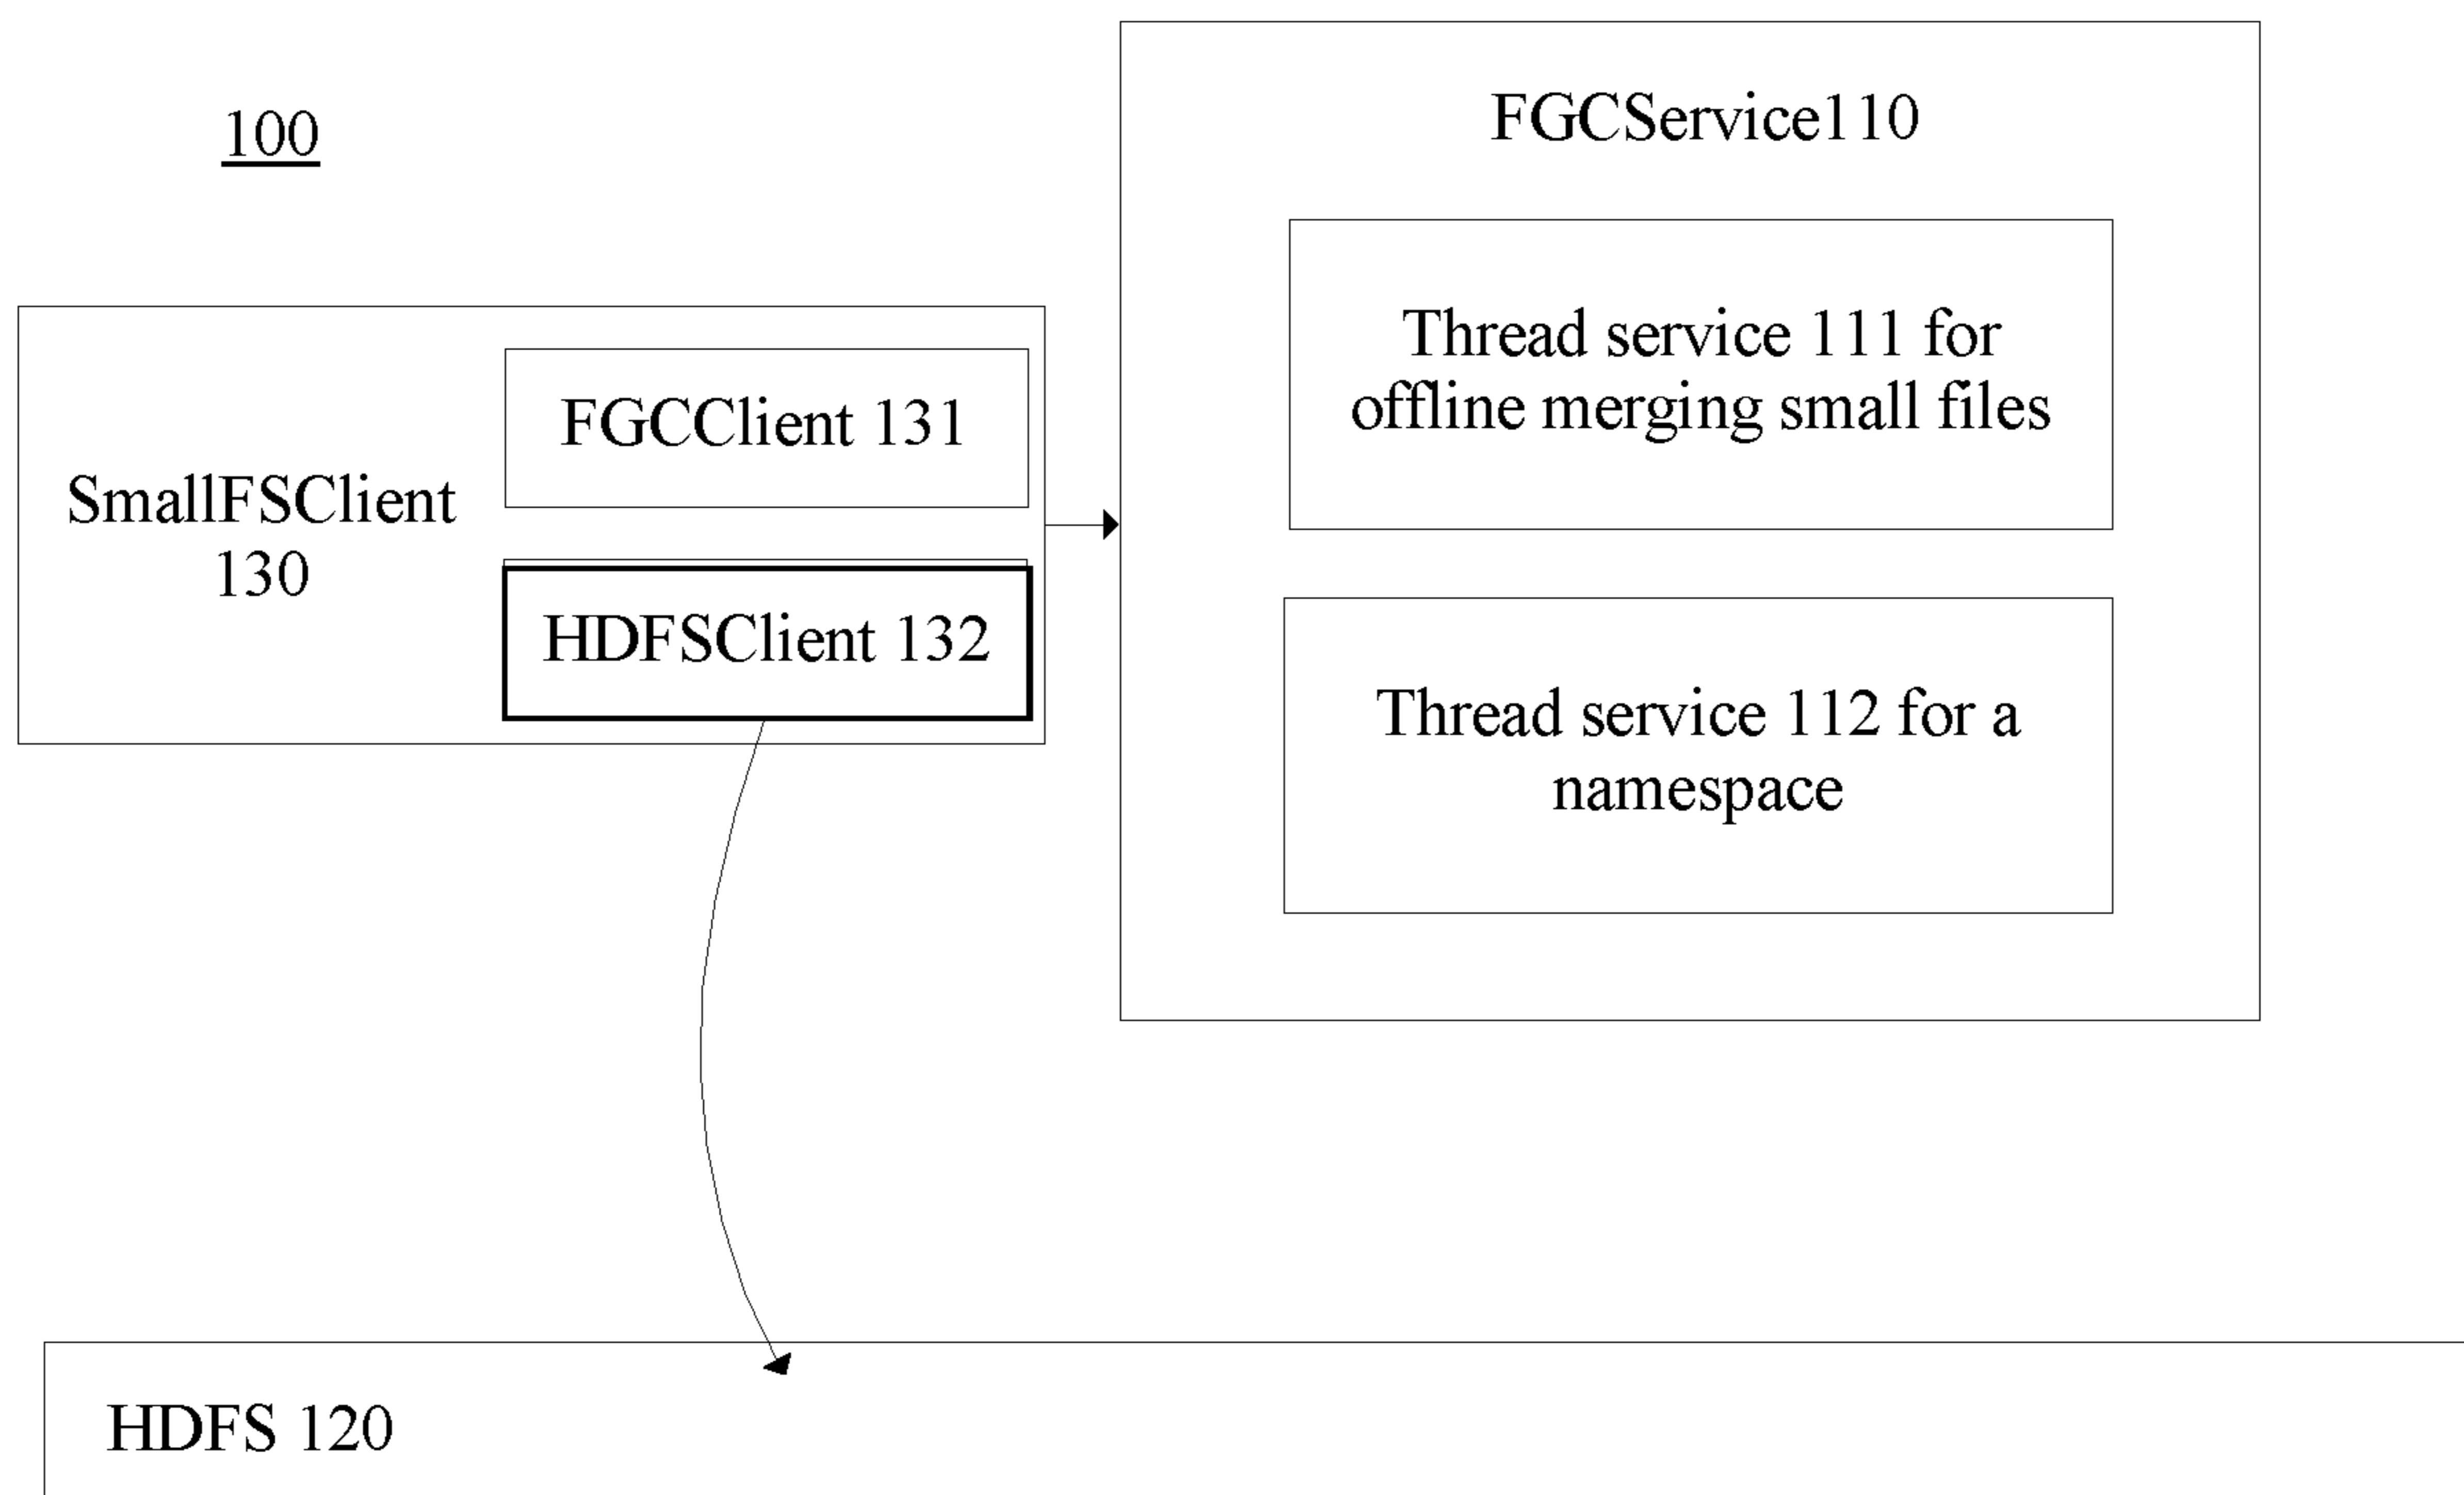 100
FGCService110
Thread service 111 for
offline merging small files
FGCClient 131
SmallFSClient
130
HDFSClient 132
Thread service 112 for a
namespace
HDFS 120